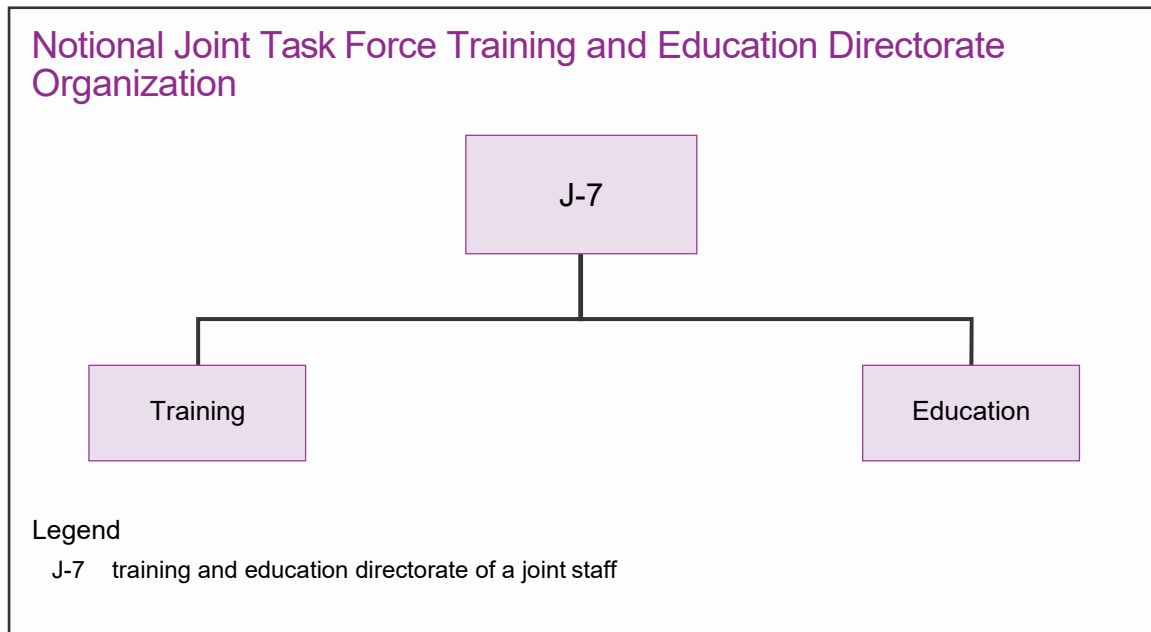 Notional Joint Task Force Training and Education Directorate
Organization
J-7
Training
Education
Legend
J-7 training and education directorate of a joint staff